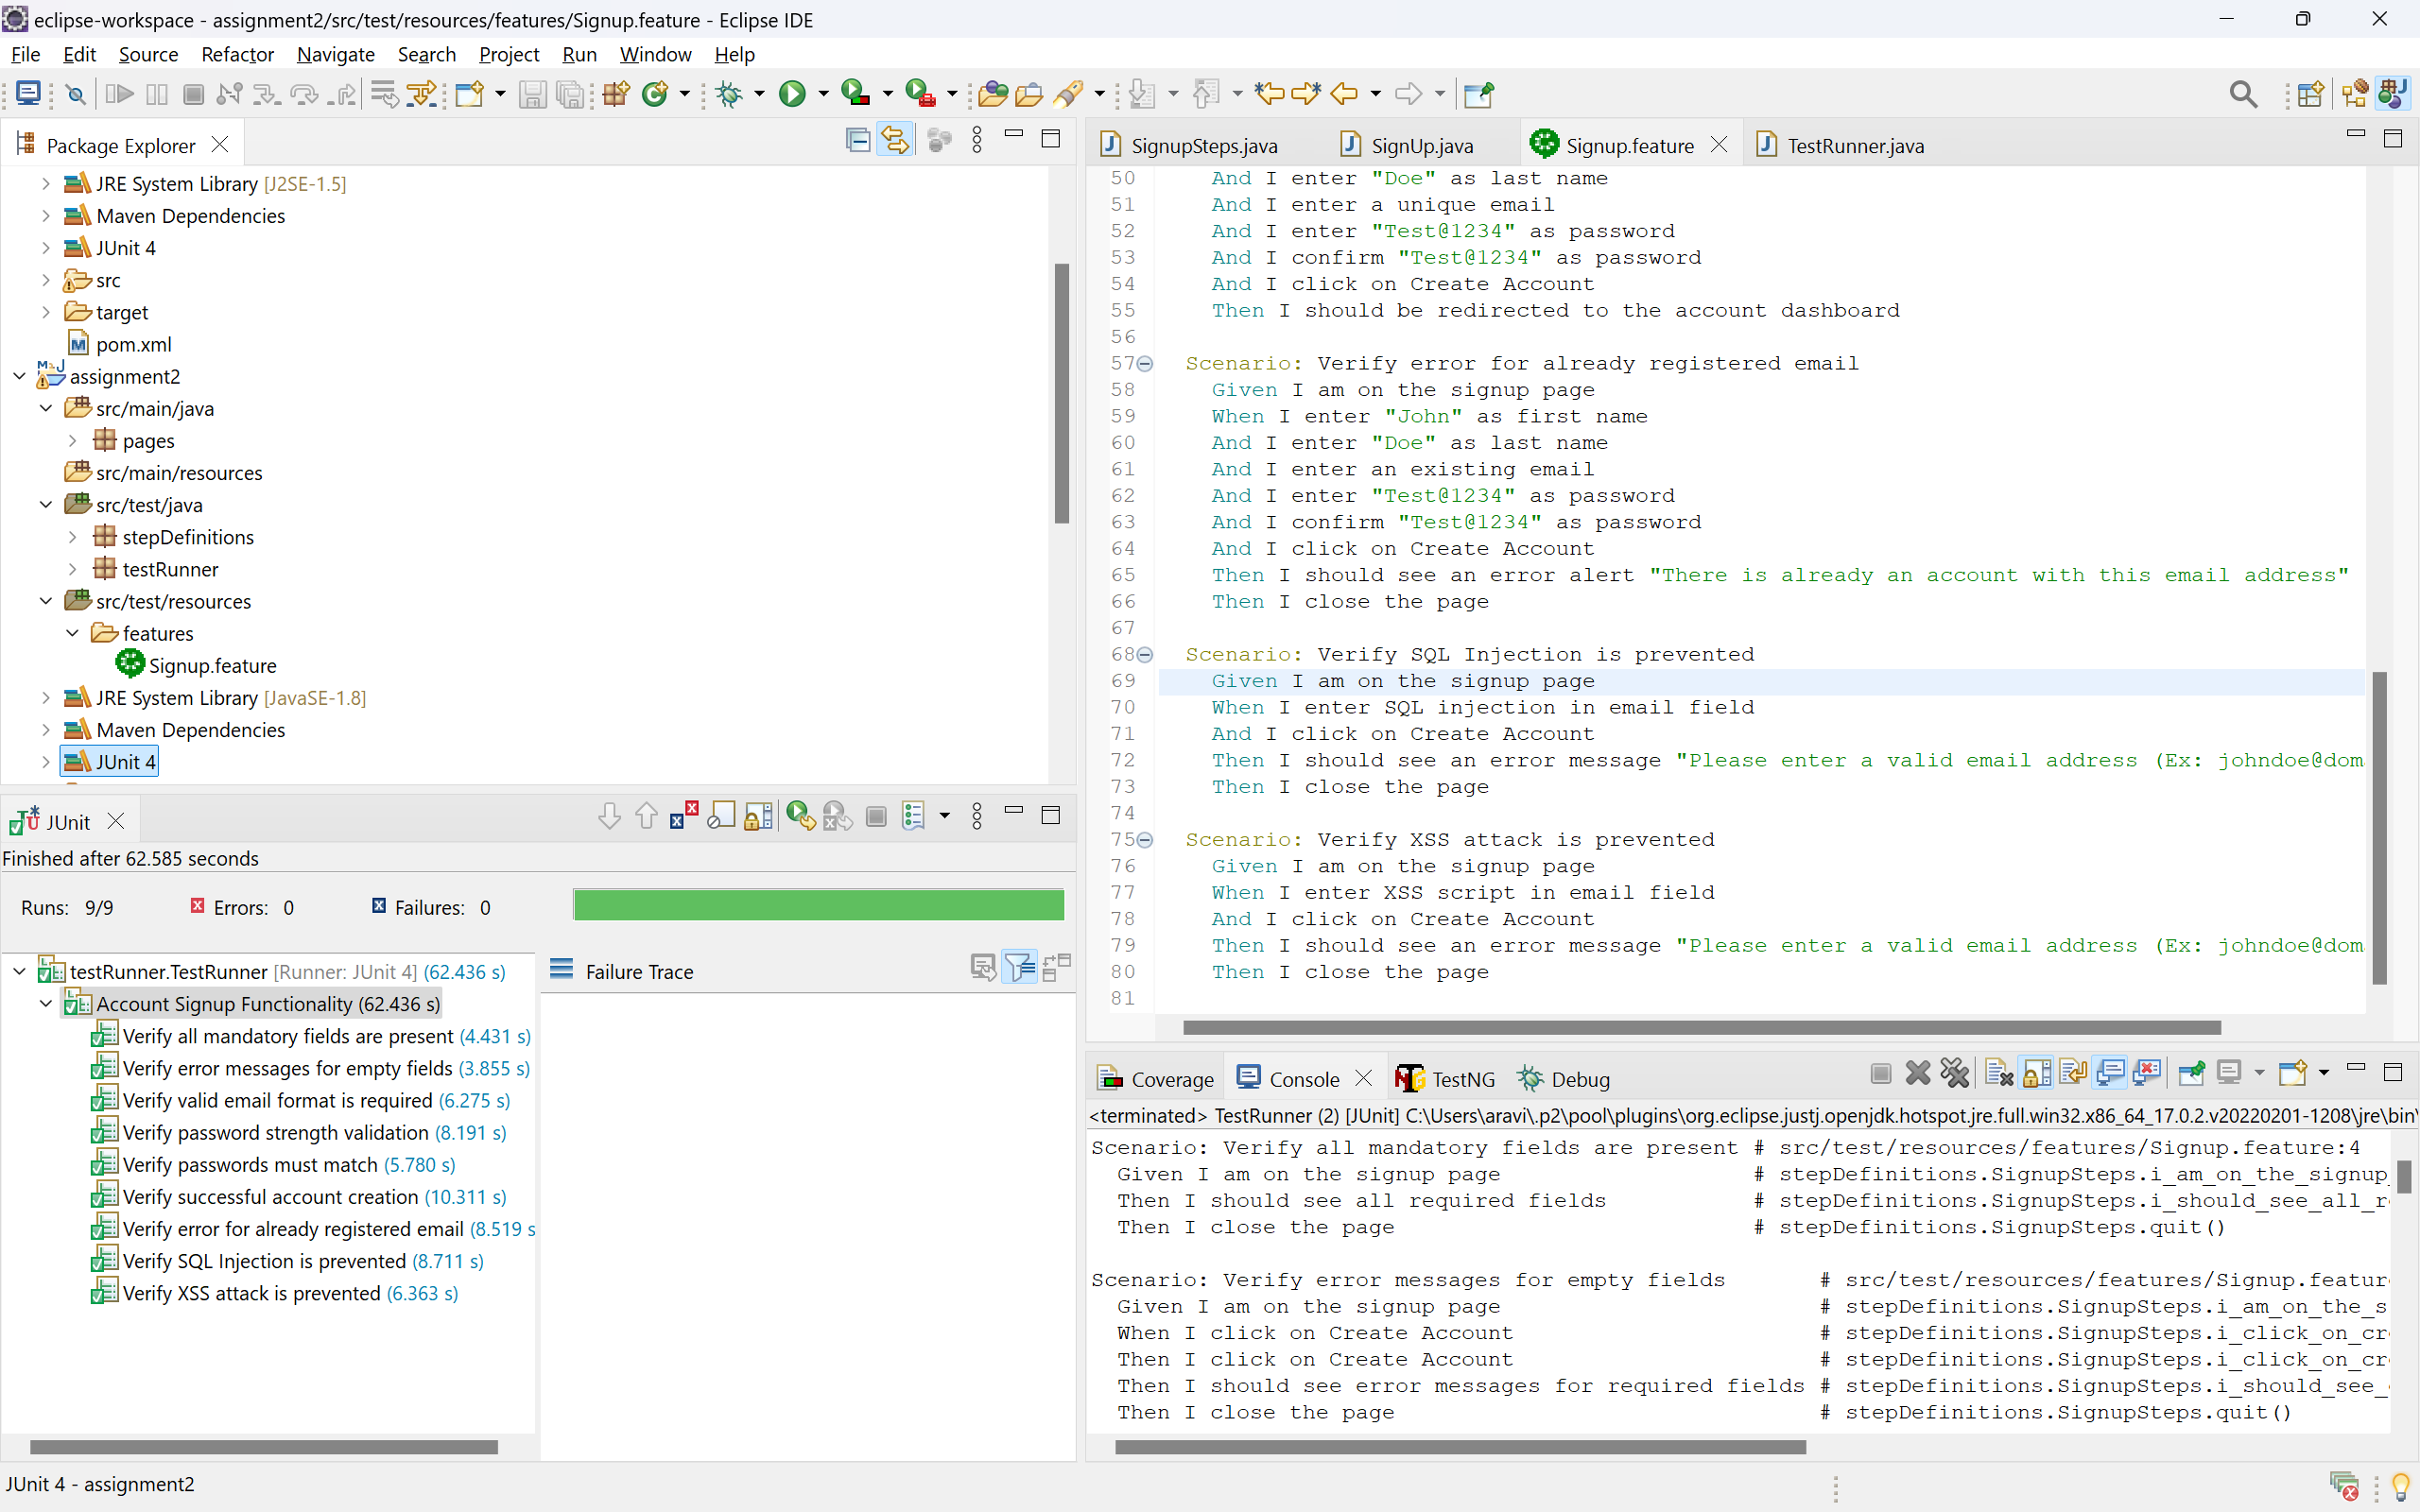 eclipse-workspace - assignment2/src/test/resources/features/Signup.feature - Eclipse IDE
File Edit Source Refactor Navigate Search Project Run Window Help
Package Explorer
JRE System Library [J2SE-1.5]
Maven Dependencies
JUnit 4
src
target
pom.xml
assignment2
src/main/java
pages
src/main/resources
src/test/java
stepDefinitions
testRunner
src/test/resources
features
Signup.feature
JRE System Library [JavaSE-1.8]
Maven Dependencies
JUnit 4
JUnit
Finished after 62.585 seconds
Runs: 9/9 Errors: 0 Failures: 0
testRunner.TestRunner [Runner: JUnit 4] (62.436 s)
Account Signup Functionality (62.436 s)
Verify all mandatory fields are present (4.431 s)
Verify error messages for empty fields (3.855 s)
Verify valid email format is required (6.275 s)
Verify password strength validation (8.191 s)
Verify passwords must match (5.780 s)
Verify successful account creation (10.311 s)
Verify error for already registered email (8.519 s
Verify SQL Injection is prevented (8.711 s)
Verify XSS attack is prevented (6.363 s)
Failure Trace
SignupSteps.java SignUp.java Signup.feature TestRunner.java
50 And I enter "Doe" as last name
51 And I enter a unique email
52 And I enter "Test@1234" as password
53 And I confirm "Test@1234" as password
54 And I click on Create Account
55 Then I should be redirected to the account dashboard
56
57 Scenario: Verify error for already registered email
58 Given I am on the signup page
59 When I enter "John" as first name
60 And I enter "Doe" as last name
61 And I enter an existing email
62 And I enter "Test@1234" as password
63 And I confirm "Test@1234" as password
64 And I click on Create Account
65 Then I should see an error alert "There is already an account with this email address"
66 Then I close the page
67
68 Scenario: Verify SQL Injection is prevented
69 Given I am on the signup page
70 When I enter SQL injection in email field
71 And I click on Create Account
72 Then I should see an error message "Please enter a valid email address (Ex: johndoe@dom
73 Then I close the page
74
75 Scenario: Verify XSS attack is prevented
76 Given I am on the signup page
77 When I enter XSS script in email field
78 And I click on Create Account
79 Then I should see an error message "Please enter a valid email address (Ex: johndoe@dom
80 Then I close the page
81
Coverage Console TestNG Debug
<terminated> TestRunner (2) [JUnit] C:\Users\aravi\.p2\pool\plugins\org.eclipse.justj.openjdk.hotspot.jre.full.win32.x86_64_17.0.2.v20220201-1208\jre\bin\
Scenario: Verify all mandatory fields are present # src/test/resources/features/Signup.feature:4
Given I am on the signup page # stepDefinitions.SignupSteps.i_am_on_the_signup_
Then I should see all required fields # stepDefinitions.SignupSteps.i_should_see_all_r
Then I close the page # stepDefinitions.SignupSteps.quit()
Scenario: Verify error messages for empty fields # src/test/resources/features/Signup.featur
Given I am on the signup page # stepDefinitions.SignupSteps.i_am_on_the_s
When I click on Create Account # stepDefinitions.SignupSteps.i_click_on_cr
Then I click on Create Account # stepDefinitions.SignupSteps.i_click_on_cr
Then I should see error messages for required fields # stepDefinitions.SignupSteps.i_should_see_
Then I close the page # stepDefinitions.SignupSteps.quit()
JUnit 4 - assignment2